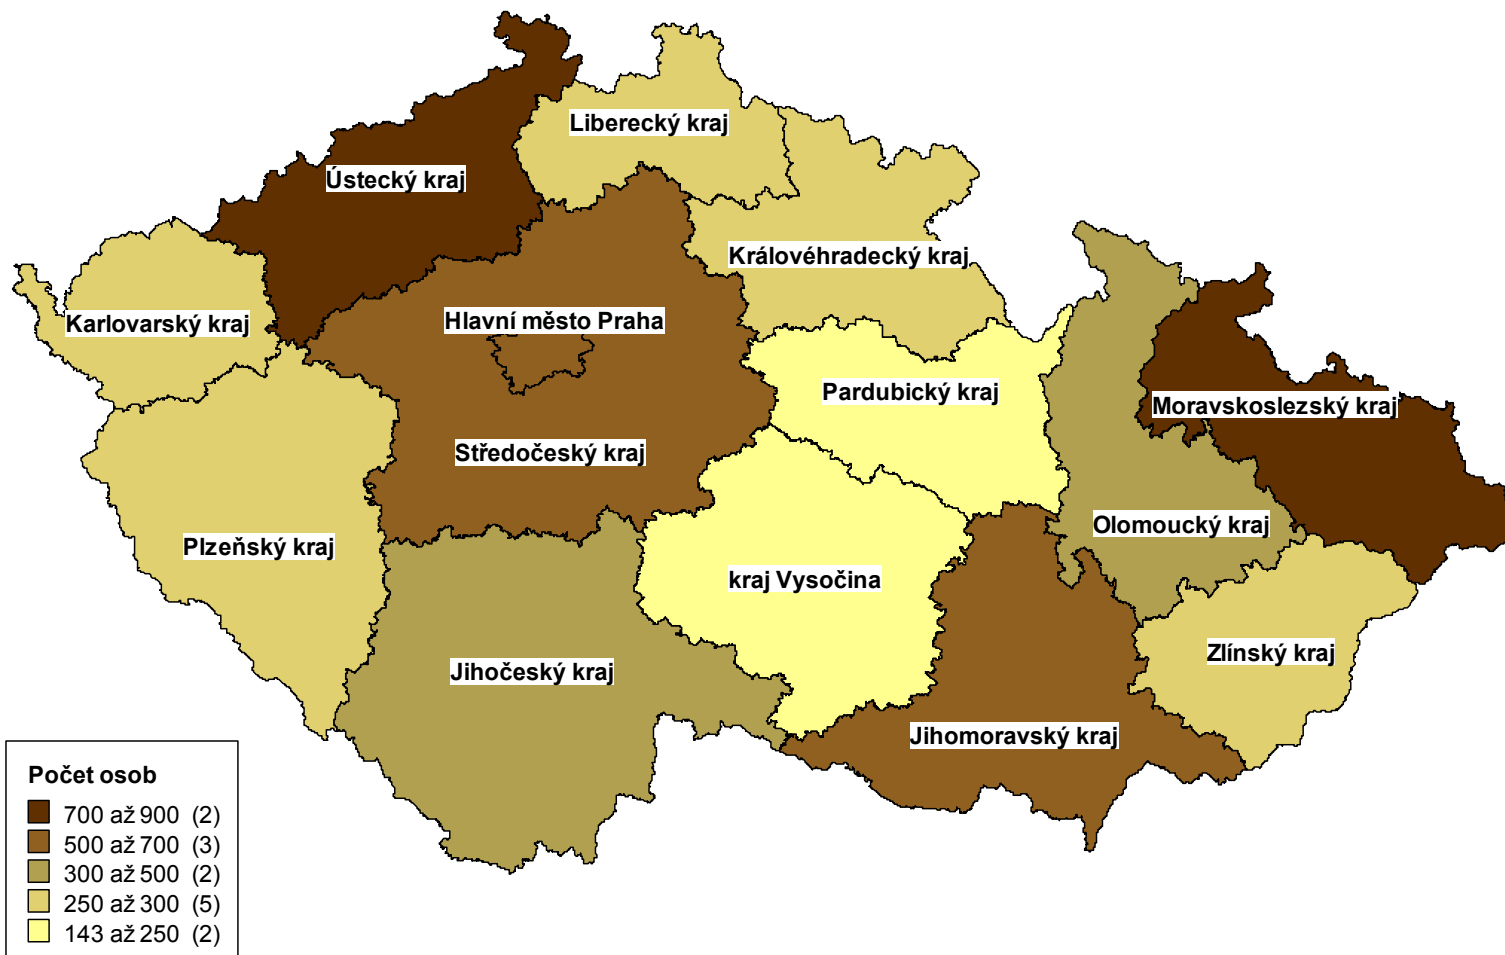 Liberecký kraj
Ústecký kraj
Královéhradecký kraj
Karlovarský kraj
Hlavní město Praha
Pardubický kraj
Moravskoslezský kraj
Středočeský kraj
Olomoucký kraj
Plzeňský kraj
kraj Vysočina
Zlínský kraj
Jihočeský kraj
Jihomoravský kraj
Počet osob
700 až 900 (2)
500 až 700 (3)
300 až 500 (2)
250 až 300 (5)
143 až 250 (2)